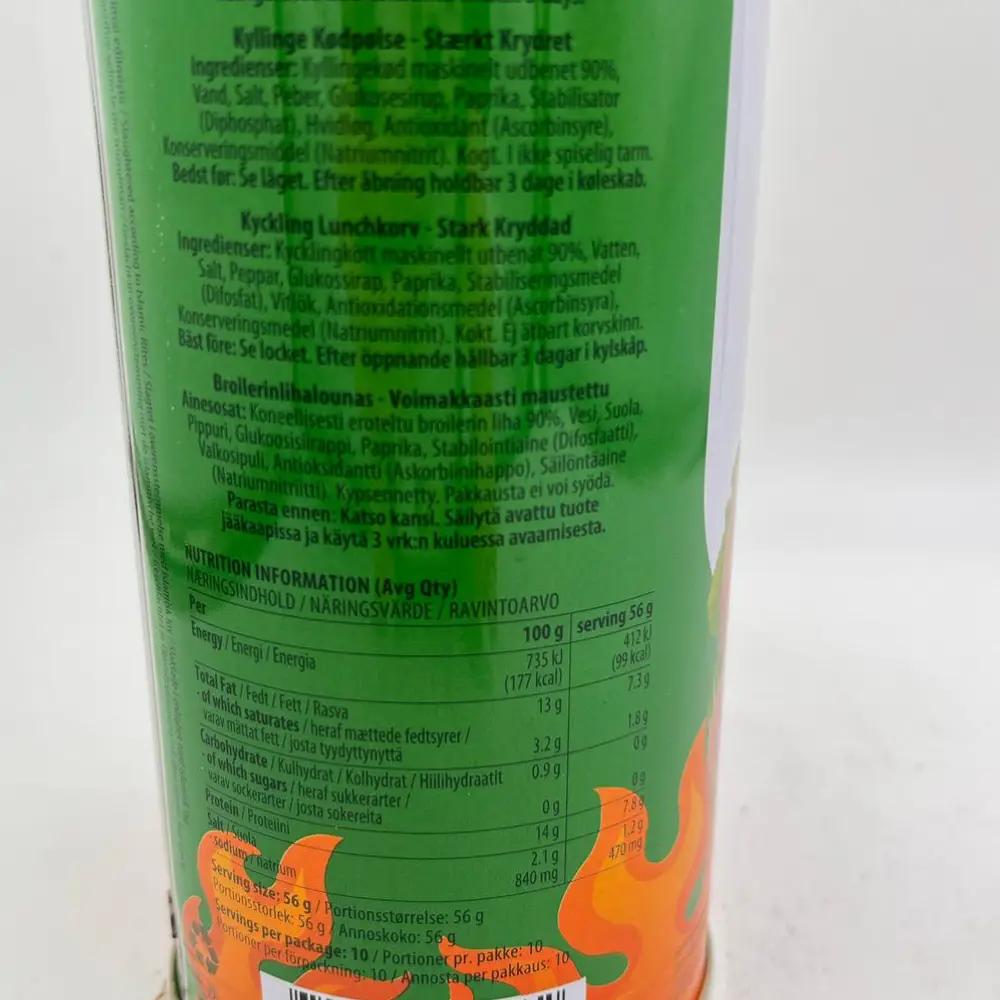 Kyllinge Kødpølse - Stærkt Krydret
Ingredienser: Kyllingekød maskinelt udbenet 90%,
Vand, Salt, Peber, Glukosesirup, Paprika, Stabilisator
(Diphosphat), Hvidløg, Antioxidant (Ascorbinsyre),
Konserveringsmiddel (Natriumnitrit). Kogt. I ikke spiselig tarm.
Bedst før: Se låget. Efter åbning holdbar 3 dage i køleskab.
Kyckling Lunchkorv - Stark Kryddad
Ingredienser: Kycklingkött maskinellt utbenat 90%, Vatten,
Salt, Peppar, Glukossirap, Paprika, Stabiliseringsmedel
(Difosfat), Vitlök, Antioxidationsmedel (Ascorbinsyra),
Konserveringsmedel (Natriumnitrit). Kokt. Ej ätbart korvskinn.
Bäst före: Se locket. Efter öppnande hållbar 3 dagar i kylskåp.
Broilerinlihalounas - Voimakkaasti maustettu
Ainesosat: Koneellisesti eroteltu broilerin liha 90%, Vesi, Suola,
Pippuri, Glukoosisiirappi, Paprika, Stabilointiaine (Difosfaatti),
Valkosipuli, Antioksidantti (Askorbiinihappo), Säilöntäaine
(Natriumnitriitti). Kypsennetty. Pakkausta ei voi syödä.
Parasta ennen: Katso kansi. Säilytä avattu tuote
jääkaapissa ja käytä 3 vrk:n kuluessa avaamisesta.
NUTRITION INFORMATION (Avg Qty)
NÆRINGSINDHOLD / NÄRINGSVÄRDE / RAVINTOARVO
Per 100 g serving 56 g
Energy / Energi / Energia 735 kJ 412 kJ
(177 kcal) (99 kcal)
Total Fat / Fedt / Fett / Rasva 13 g 7.3 g
- of which saturates / heraf mættede fedtsyrer /
varav mättat fett / josta tyydyttynyttä 3.2 g 1.8 g
Carbohydrate / Kulhydrat / Kolhydrat / Hiilihydraatit 0.9 g 0 g
- of which sugars / heraf sukkerarter /
varav sockerarter / josta sokereita 0 g 0 g
Protein / Proteiini 14 g 7.8 g
Salt / Suola 2.1 g 1.2 g
- sodium / natrium 840 mg 470 mg
Serving size: 56 g / Portionsstørrelse: 56 g
Portionsstorlek: 56 g / Annoskoko: 56 g
Servings per package: 10 / Portioner pr. pakke: 10
Portioner per förpackning: 10 / Annosta per pakkaus: 10